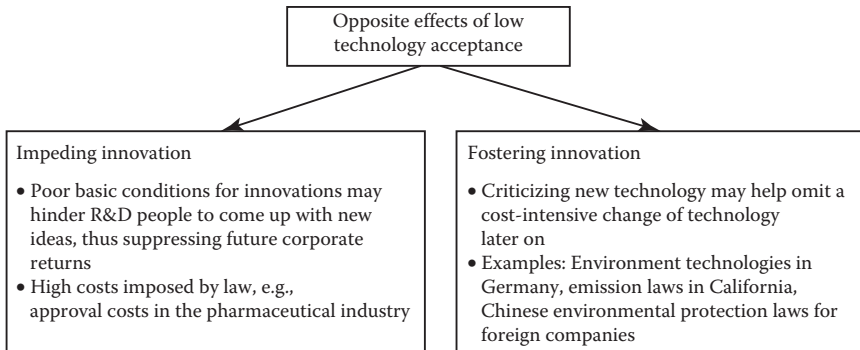 Opposite effects of low
technology acceptance
Impeding innovation
• Poor basic conditions for innovations may
hinder R&D people to come up with new
ideas, thus suppressing future corporate
returns
• High costs imposed by law, e.g.,
approval costs in the pharmaceutical industry
Fostering innovation
• Criticizing new technology may help omit a
cost-intensive change of technology
later on
• Examples: Environment technologies in
Germany, emission laws in California,
Chinese environmental protection laws for
foreign companies